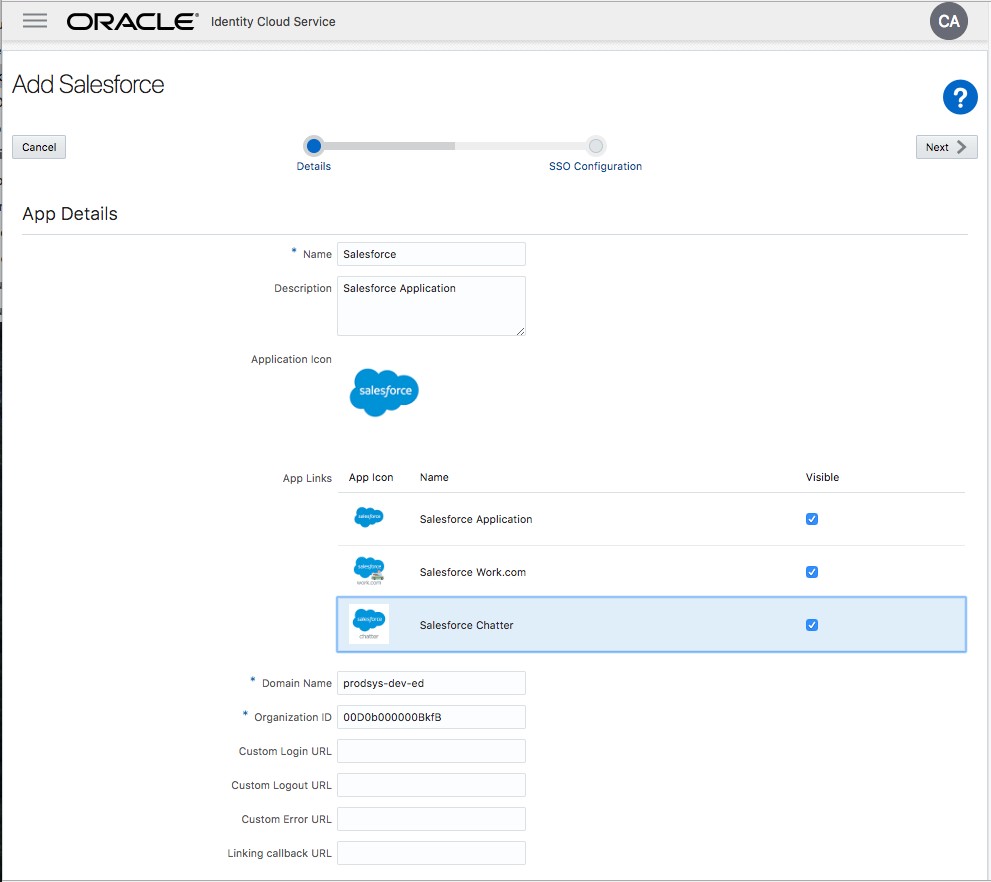 ORACLE® Identity Cloud Service CA
Add Salesforce
?
Cancel
Next
Details
SSO Configuration
App Details
* Name Salesforce
Description Salesforce Application
Application Icon
salesforce
App Links App Icon Name Visible
salesforce Salesforce Application
salesforce
work.com Salesforce Work.com
salesforce
chatter Salesforce Chatter
* Domain Name prodsys-dev-ed
* Organization ID 00D0b000000BkfB
Custom Login URL
Custom Logout URL
Custom Error URL
Linking callback URL